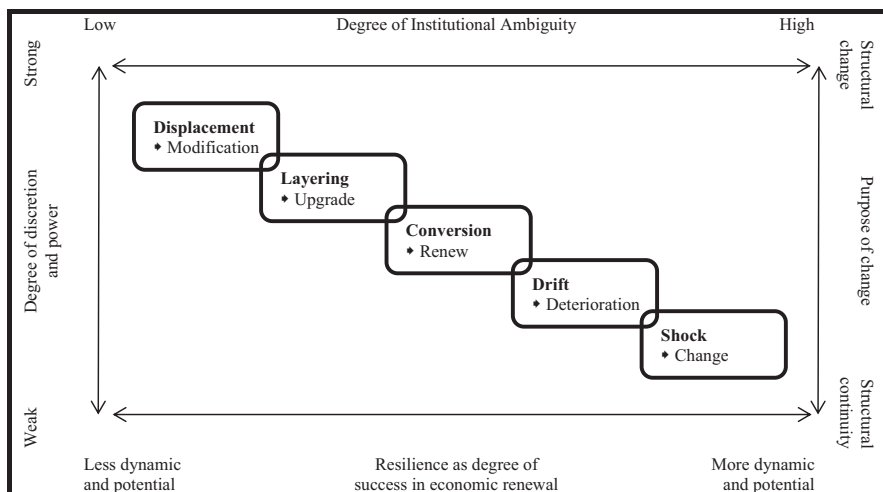 Low Degree of Institutional Ambiguity High
Strong
Degree of discretion
and power
Weak
Displacement
➧ Modification
Layering
➧ Upgrade
Conversion
➧ Renew
Drift
➧ Deterioration
Shock
➧ Change
Structural
change
Purpose of change
Structural
continuity
Less dynamic
and potential
Resilience as degree of
success in economic renewal
More dynamic
and potential